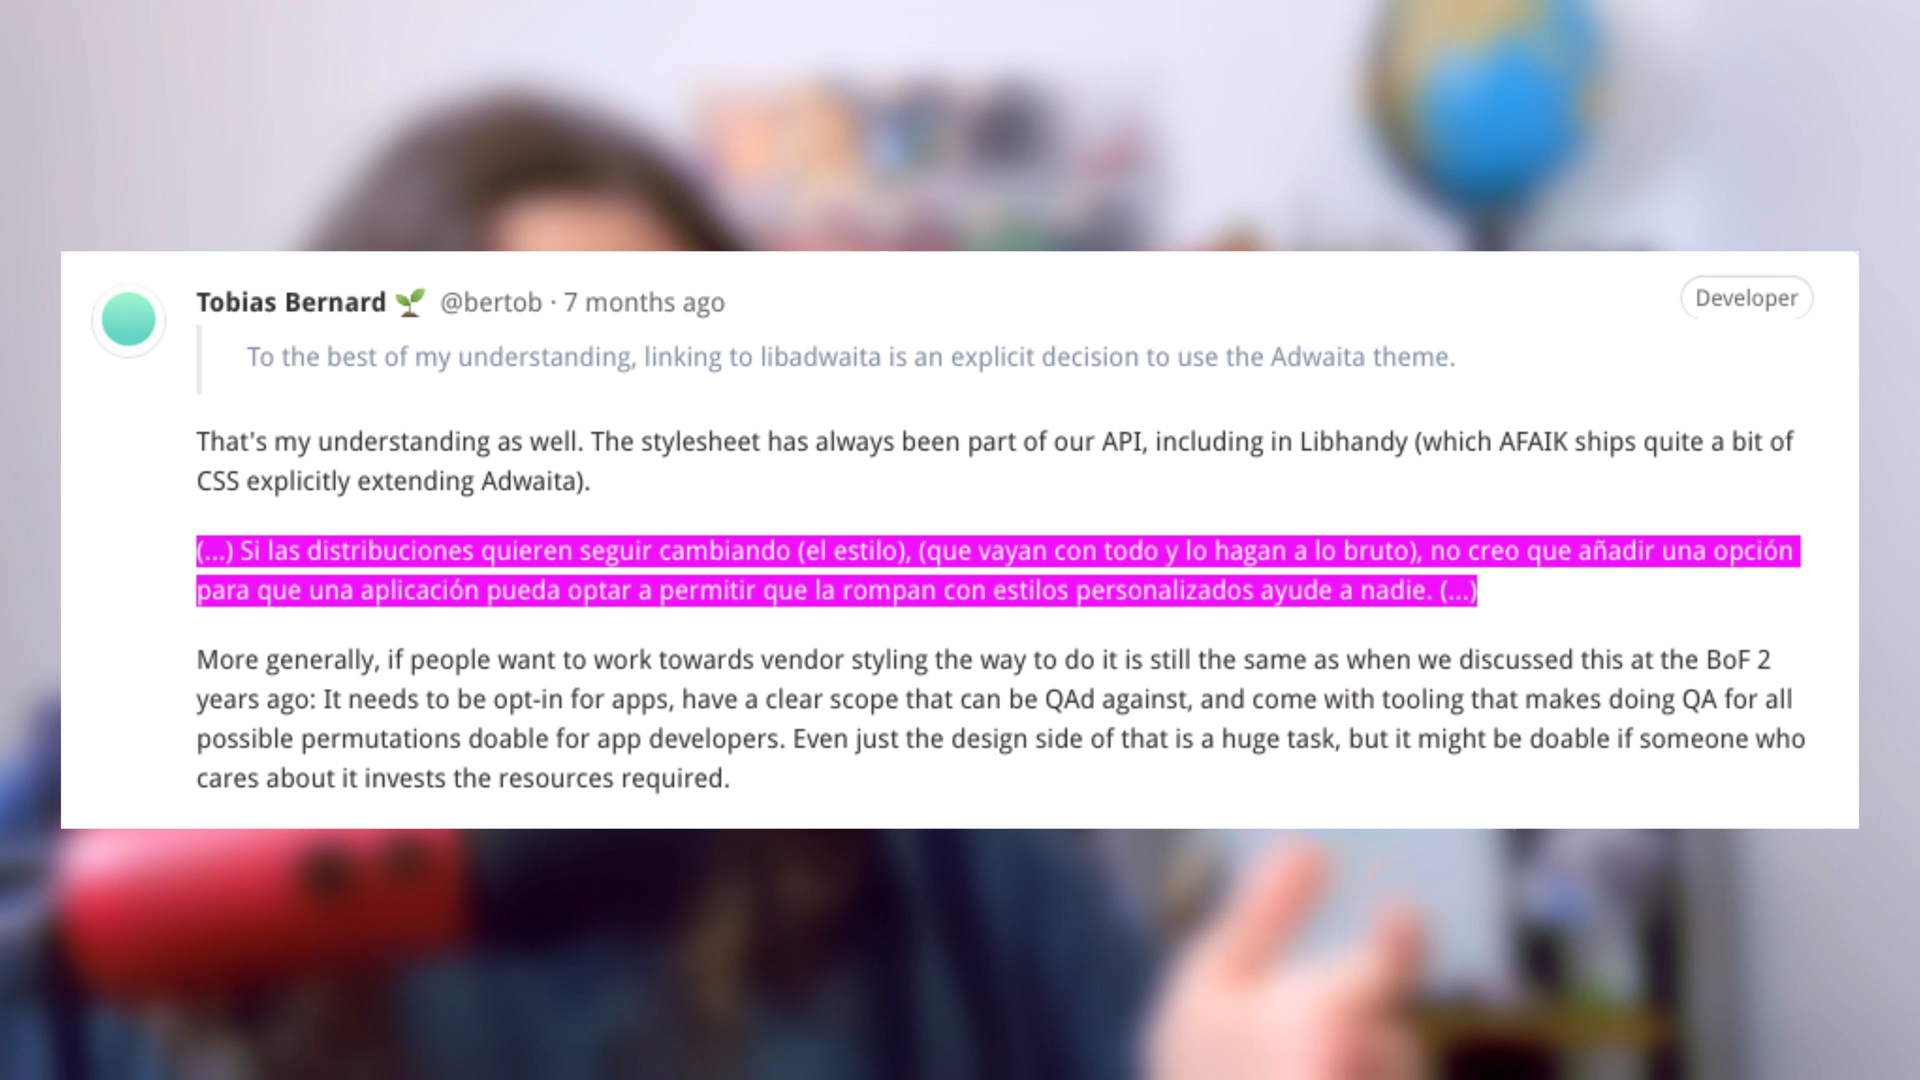 Tobias Bernard 🌱 @bertob · 7 months ago
Developer
To the best of my understanding, linking to libadwaita is an explicit decision to use the Adwaita theme.
That's my understanding as well. The stylesheet has always been part of our API, including in Libhandy (which AFAIK ships quite a bit of
CSS explicitly extending Adwaita).
(...) Si las distribuciones quieren seguir cambiando (el estilo), (que vayan con todo y lo hagan a lo bruto), no creo que añadir una opción
para que una aplicación pueda optar a permitir que la rompan con estilos personalizados ayude a nadie. (...)
More generally, if people want to work towards vendor styling the way to do it is still the same as when we discussed this at the BoF 2
years ago: It needs to be opt-in for apps, have a clear scope that can be QAd against, and come with tooling that makes doing QA for all
possible permutations doable for app developers. Even just the design side of that is a huge task, but it might be doable if someone who
cares about it invests the resources required.